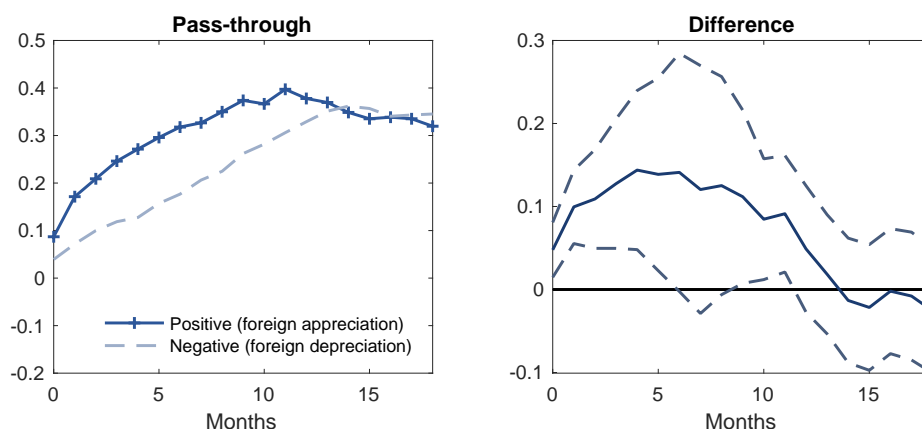 Pass-through
0.5
0.4
0.3
0.2
0.1
0
-0.1
-0.2
0 5 10 15
Months
Positive (foreign appreciation)
Negative (foreign depreciation)
Difference
0.3
0.2
0.1
0
-0.1
0 5 10 15
Months